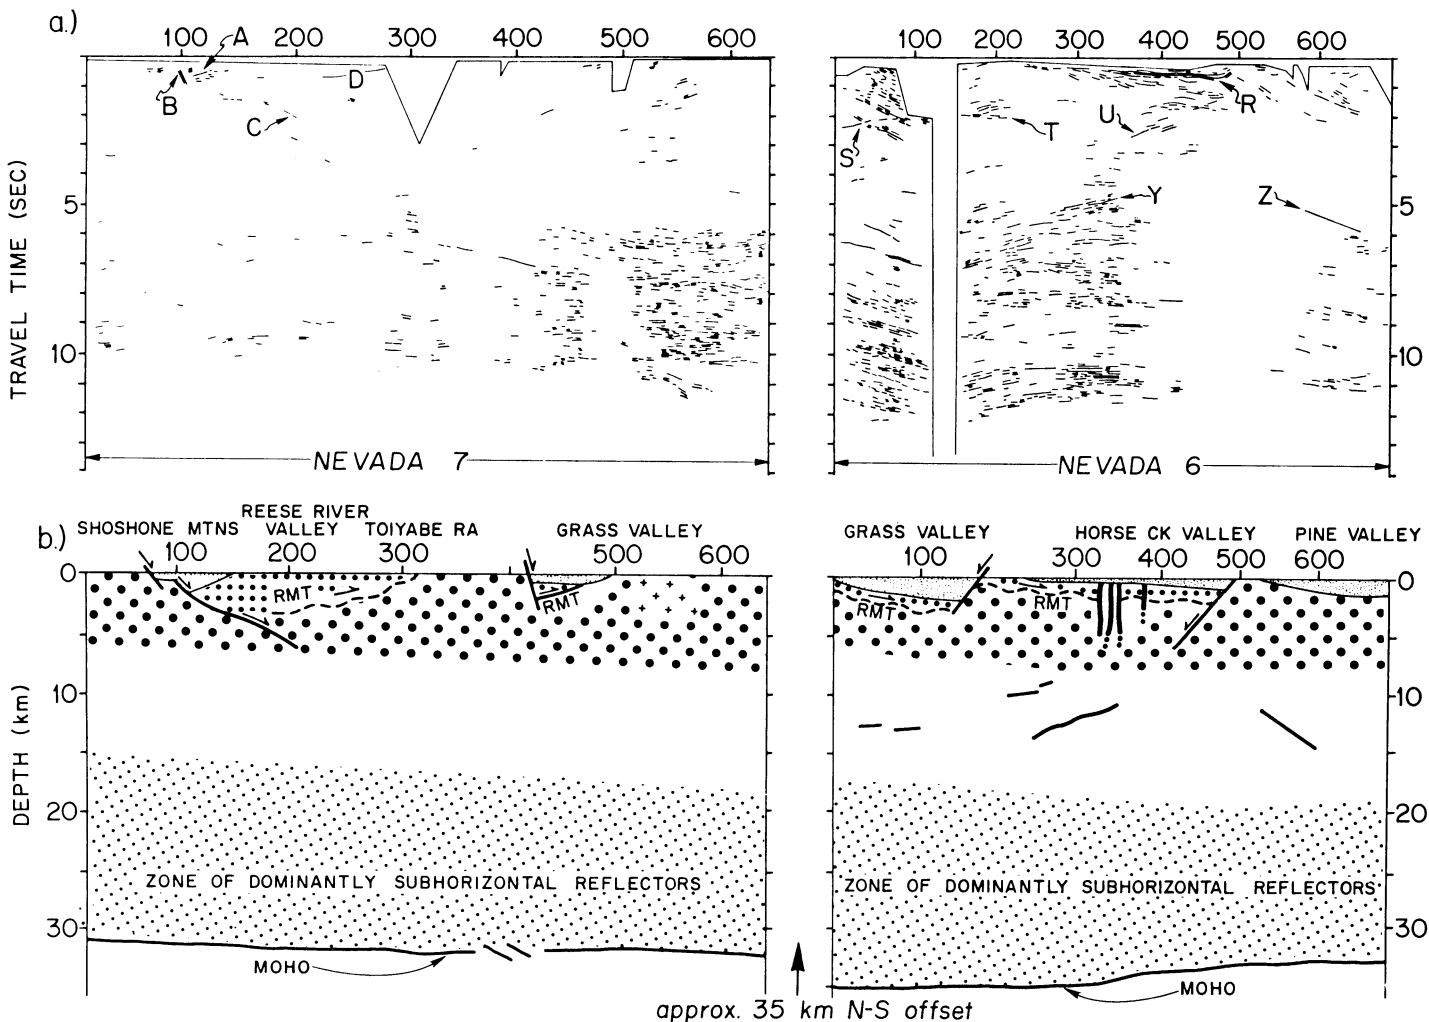 a.)
100 A 200 300 400 500 600
100 200 300 400 500 600
B
D
C
R
S
T
U
Y
Z
5
10
5
10
TRAVEL TIME (SEC)
NEVADA 7
NEVADA 6
b.)
SHOSHONE MTNS
REESE RIVER
VALLEY
TOIYABE RA
GRASS VALLEY
GRASS VALLEY
HORSE CK VALLEY
PINE VALLEY
100 200 300 500 600
100 300 400 500 600
0
10
20
30
0
10
20
30
RMT
RMT
RMT
RMT
DEPTH (km)
ZONE OF DOMINANTLY SUBHORIZONTAL REFLECTORS
ZONE OF DOMINANTLY SUBHORIZONTAL REFLECTORS
MOHO
MOHO
approx. 35 km N-S offset